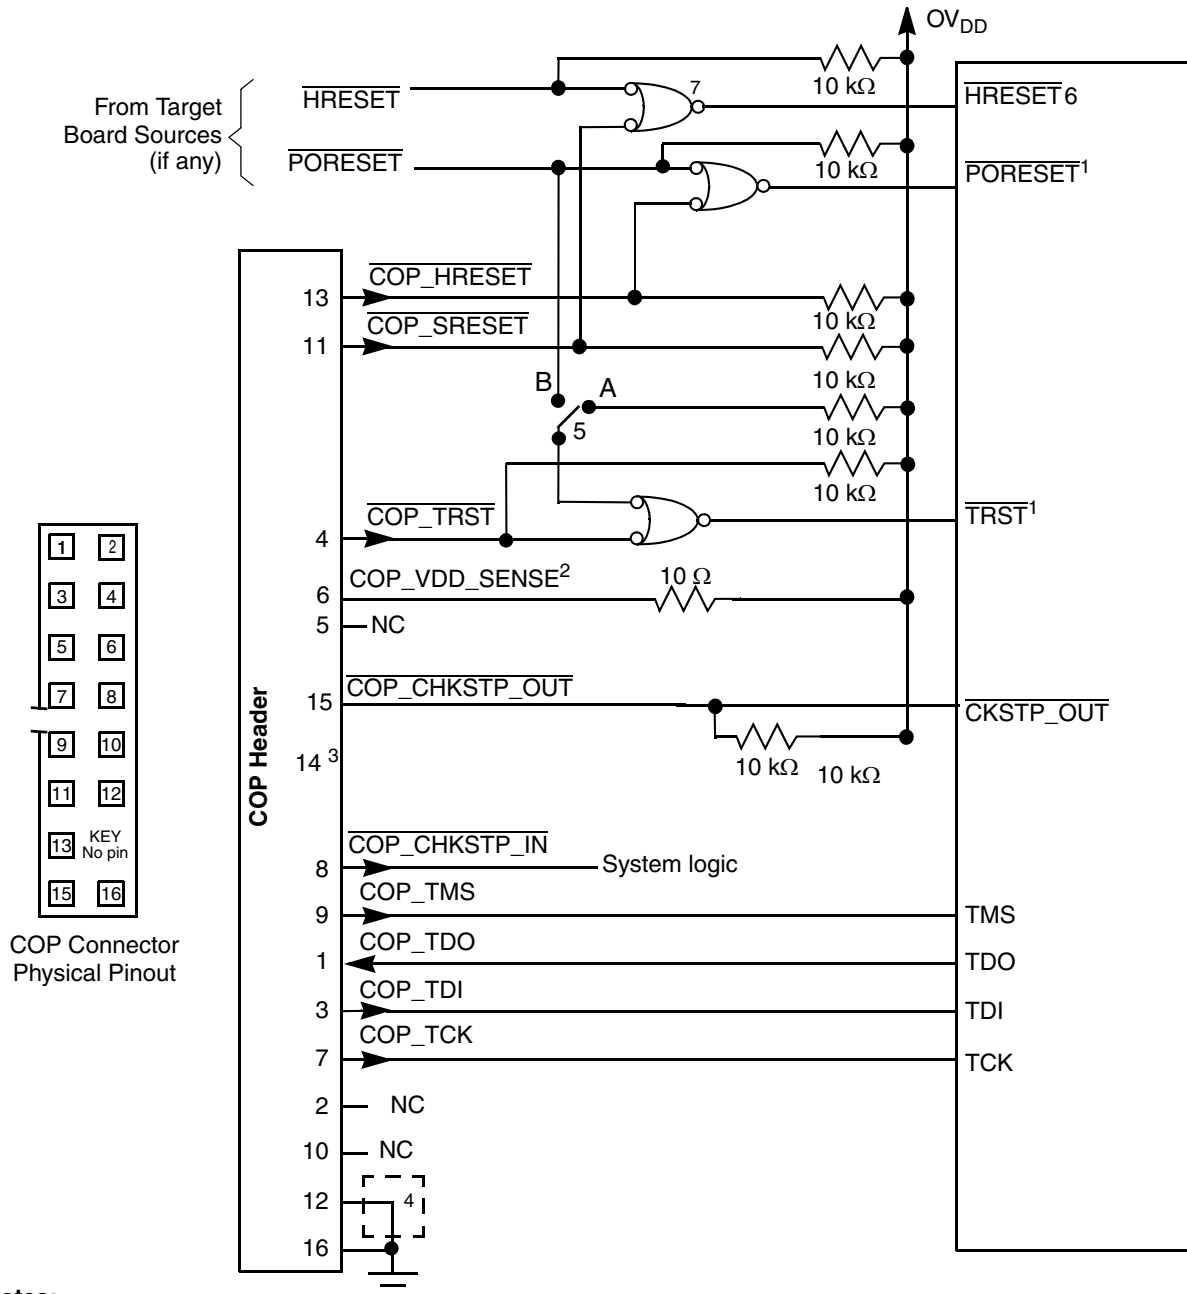 OVDD
10 kΩ
From Target
Board Sources
(if any)
HRESET
7
HRESET 6
PORESET
10 kΩ
PORESET1
COP_HRESET
13
10 kΩ
COP_SRESET
11
10 kΩ
B
A
5
10 kΩ
10 kΩ
COP_TRST
4
TRST1
COP_VDD_SENSE2
10 Ω
6
5
NC
COP_CHKSTP_OUT
15
CKSTP_OUT
10 kΩ
10 kΩ
14 3
COP Header
COP_CHKSTP_IN
8
System logic
COP_TMS
9
TMS
COP_TDO
1
TDO
COP_TDI
3
TDI
COP_TCK
7
TCK
2
NC
10
NC
12
4
16
1 2
3 4
5 6
7 8
9 10
11 12
13 KEY
No pin
15 16
COP Connector
Physical Pinout